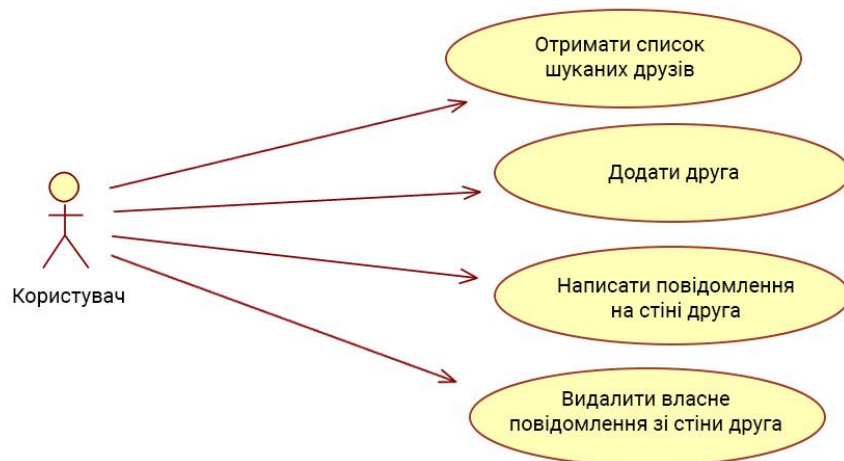 Отримати список
шуканих друзів
Додати друга
Користувач
Написати повідомлення
на стіні друга
Видалити власне
повідомлення зі стіни друга